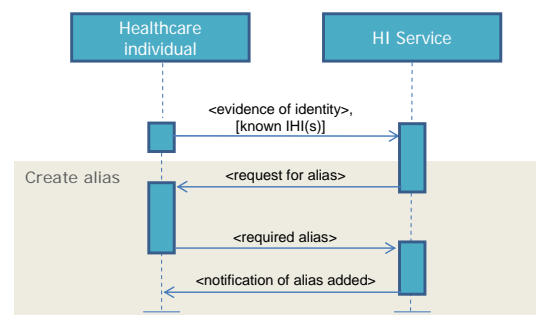 Healthcare
individual
HI Service
<evidence of identity>,
[known IHI(s)]
Create alias
<request for alias>
<required alias>
<notification of alias added>